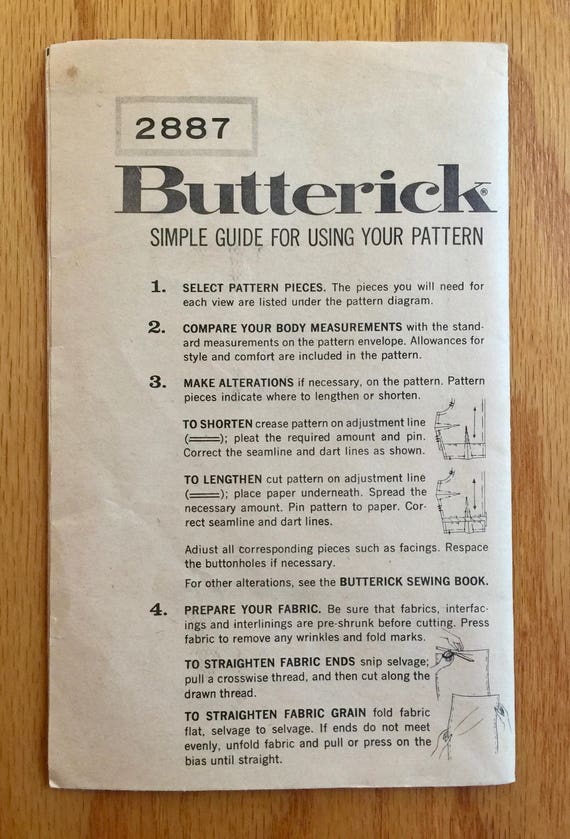 2887
Butterick®
SIMPLE GUIDE FOR USING YOUR PATTERN
1. SELECT PATTERN PIECES. The pieces you will need for
each view are listed under the pattern diagram.
2. COMPARE YOUR BODY MEASUREMENTS with the stand-
ard measurements on the pattern envelope. Allowances for
style and comfort are included in the pattern.
3. MAKE ALTERATIONS if necessary, on the pattern. Pattern
pieces indicate where to lengthen or shorten.
TO SHORTEN crease pattern on adjustment line
(═══); pleat the required amount and pin.
Correct the seamline and dart lines as shown.
TO LENGTHEN cut pattern on adjustment line
(═══); place paper underneath. Spread the
necessary amount. Pin pattern to paper. Cor-
rect seamline and dart lines.
Adjust all corresponding pieces such as facings. Respace
the buttonholes if necessary.
For other alterations, see the BUTTERICK SEWING BOOK.
4. PREPARE YOUR FABRIC. Be sure that fabrics, interfac-
ings and interlinings are pre-shrunk before cutting. Press
fabric to remove any wrinkles and fold marks.
TO STRAIGHTEN FABRIC ENDS snip selvage;
pull a crosswise thread, and then cut along the
drawn thread.
TO STRAIGHTEN FABRIC GRAIN fold fabric
flat, selvage to selvage. If ends do not meet
evenly, unfold fabric and pull or press on the
bias until straight.